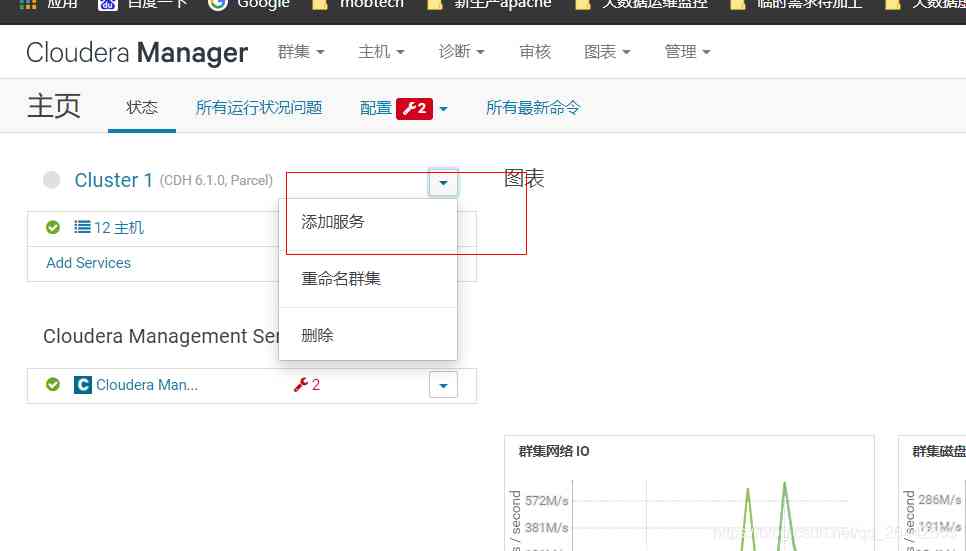 应用 百度一下 Google mobtech 新生产apache 大数据运维监控 临时需求待加工
Cloudera Manager 群集 主机 诊断 审核 图表 管理
主页 状态 所有运行状况问题 配置 2 所有最新命令
Cluster 1 (CDH 6.1.0, Parcel)
图表
添加服务
12 主机
Add Services
重命名群集
Cloudera Management Ser
删除
Cloudera Man... 2
群集网络 IO
群集磁盘
572M/s
286M/s
381M/s
191M/s
s / second
/ second